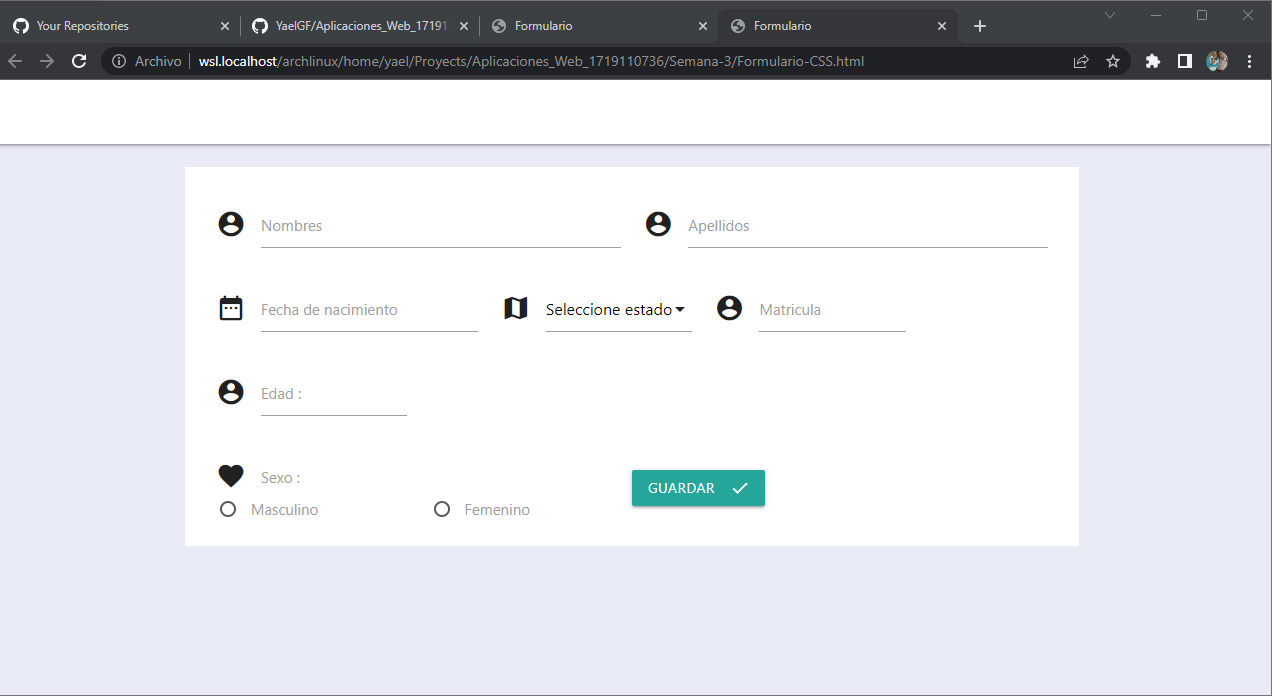 Your Repositories
YaelGF/Aplicaciones_Web_17191
Formulario
Formulario
Archivo wsl.localhost/archlinux/home/yael/Proyects/Aplicaciones_Web_1719110736/Semana-3/Formulario-CSS.html
Nombres Apellidos
Fecha de nacimiento Seleccione estado Matricula
Edad :
Sexo : GUARDAR
Masculino Femenino